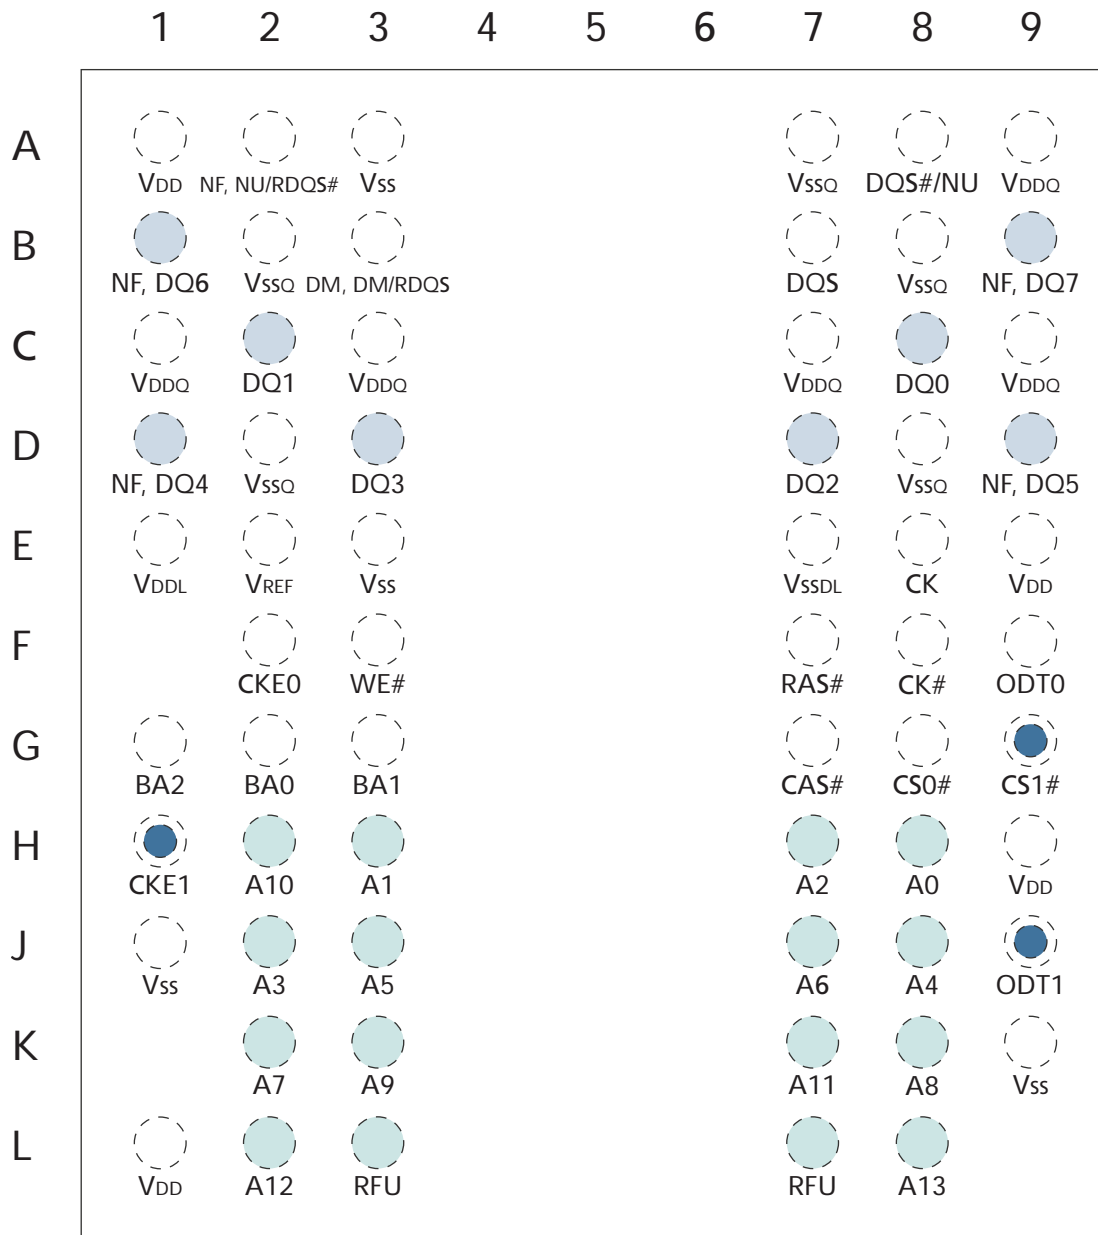 1 2 3 4 5 6 7 8 9
A
VDD NF, NU/RDQS# VSS VSSQ DQS#/NU VDDQ
B
NF, DQ6 VSSQ DM, DM/RDQS DQS VSSQ NF, DQ7
C
VDDQ DQ1 VDDQ VDDQ DQ0 VDDQ
D
NF, DQ4 VSSQ DQ3 DQ2 VSSQ NF, DQ5
E
VDDL VREF VSS VSSDL CK VDD
F
CKE0 WE# RAS# CK# ODT0
G
BA2 BA0 BA1 CAS# CS0# CS1#
H
CKE1 A10 A1 A2 A0 VDD
J
VSS A3 A5 A6 A4 ODT1
K
A7 A9 A11 A8 VSS
L
VDD A12 RFU RFU A13